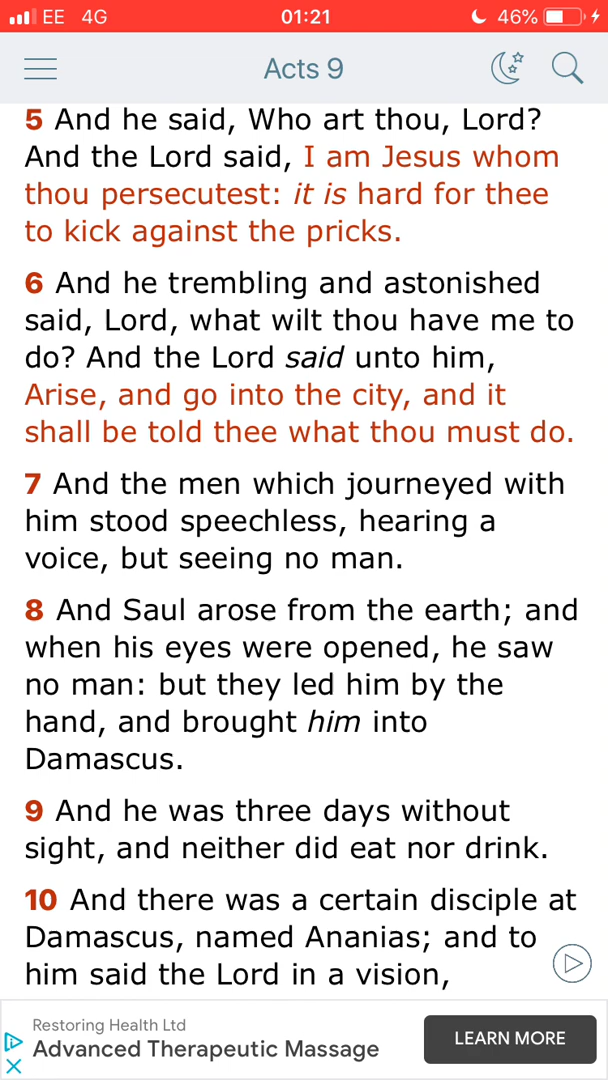 EE 4G 01:21 46%
Acts 9
5 And he said, Who art thou, Lord?
And the Lord said, I am Jesus whom
thou persecutest: it is hard for thee
to kick against the pricks.
6 And he trembling and astonished
said, Lord, what wilt thou have me to
do? And the Lord said unto him,
Arise, and go into the city, and it
shall be told thee what thou must do.
7 And the men which journeyed with
him stood speechless, hearing a
voice, but seeing no man.
8 And Saul arose from the earth; and
when his eyes were opened, he saw
no man: but they led him by the
hand, and brought him into
Damascus.
9 And he was three days without
sight, and neither did eat nor drink.
10 And there was a certain disciple at
Damascus, named Ananias; and to
him said the Lord in a vision,
Restoring Health Ltd
Advanced Therapeutic Massage
LEARN MORE